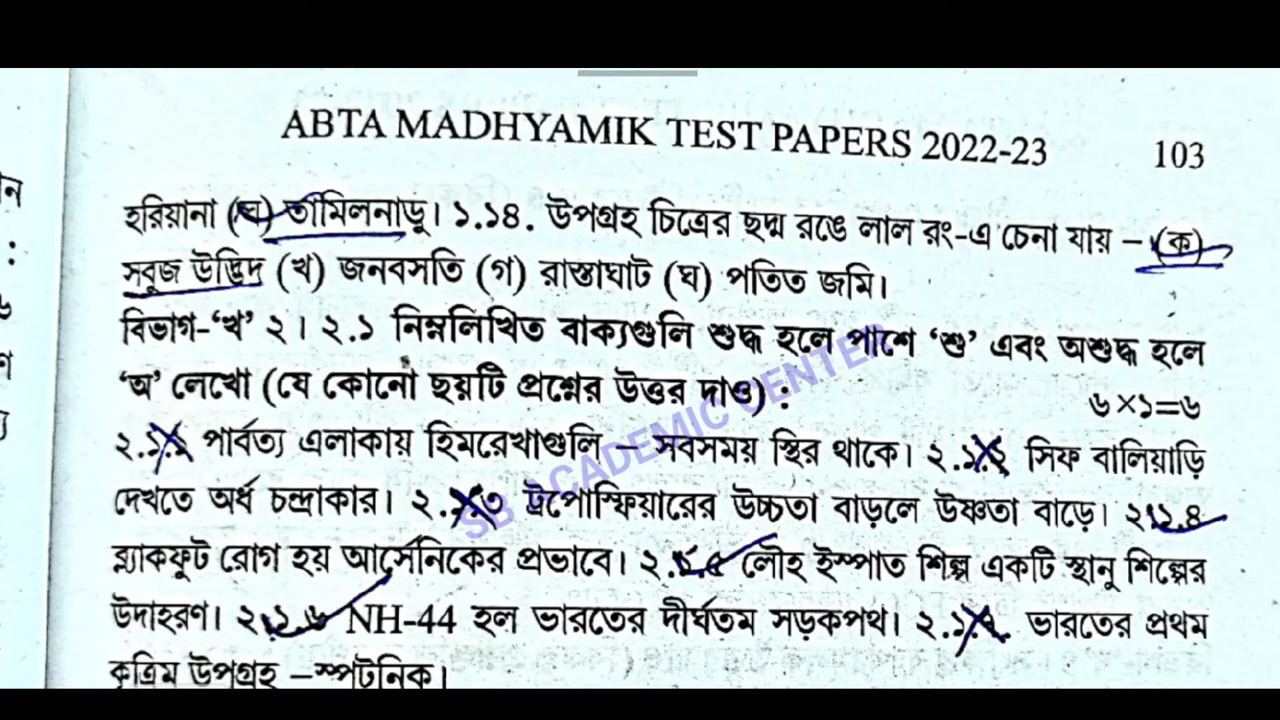 ABTA MADHYAMIK TEST PAPERS 2022-23 103
হরিয়ানা (ঘ) তামিলনাড়ু। ১.১৪. উপগ্রহ চিত্রের ছদ্ম রঙে লাল রং-এ চেনা যায় – (ক)
সবুজ উদ্ভিদ (খ) জনবসতি (গ) রাস্তাঘাট (ঘ) পতিত জমি।
বিভাগ-‘খ’ ২। ২.১ নিম্নলিখিত বাক্যগুলি শুদ্ধ হলে পাশে ‘শু’ এবং অশুদ্ধ হলে
‘অ’ লেখো (যে কোনো ছয়টি প্রশ্নের উত্তর দাও) : ৬×১=৬
২.১.১ পার্বত্য এলাকায় হিমরেখাগুলি – সবসময় স্থির থাকে। ২.১.২ সিফ বালিয়াড়ি
দেখতে অর্ধ চন্দ্রাকার। ২.১.৩ ট্রপোস্ফিয়ারের উচ্চতা বাড়লে উষ্ণতা বাড়ে। ২.১.৪
ব্ল্যাকফুট রোগ হয় আর্সেনিকের প্রভাবে। ২.১.৫ লৌহ ইস্পাত শিল্প একটি স্থানু শিল্পের
উদাহরণ। ২.১.৬ NH-44 হল ভারতের দীর্ঘতম সড়কপথ। ২.১.৭. ভারতের প্রথম
কৃত্রিম উপগ্রহ –স্পটনিক।
SB ACADEMIC CENTER